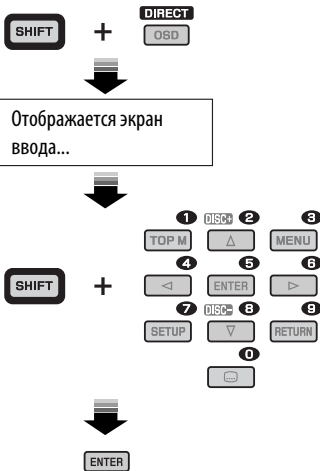 DIRECT
SHIFT + OSD
Отображается экран
ввода...
1 DISC+ 2 3
TOP M MENU
4 5 6
SHIFT + ENTER
7 DISC- 8 9
SETUP RETURN
0
ENTER